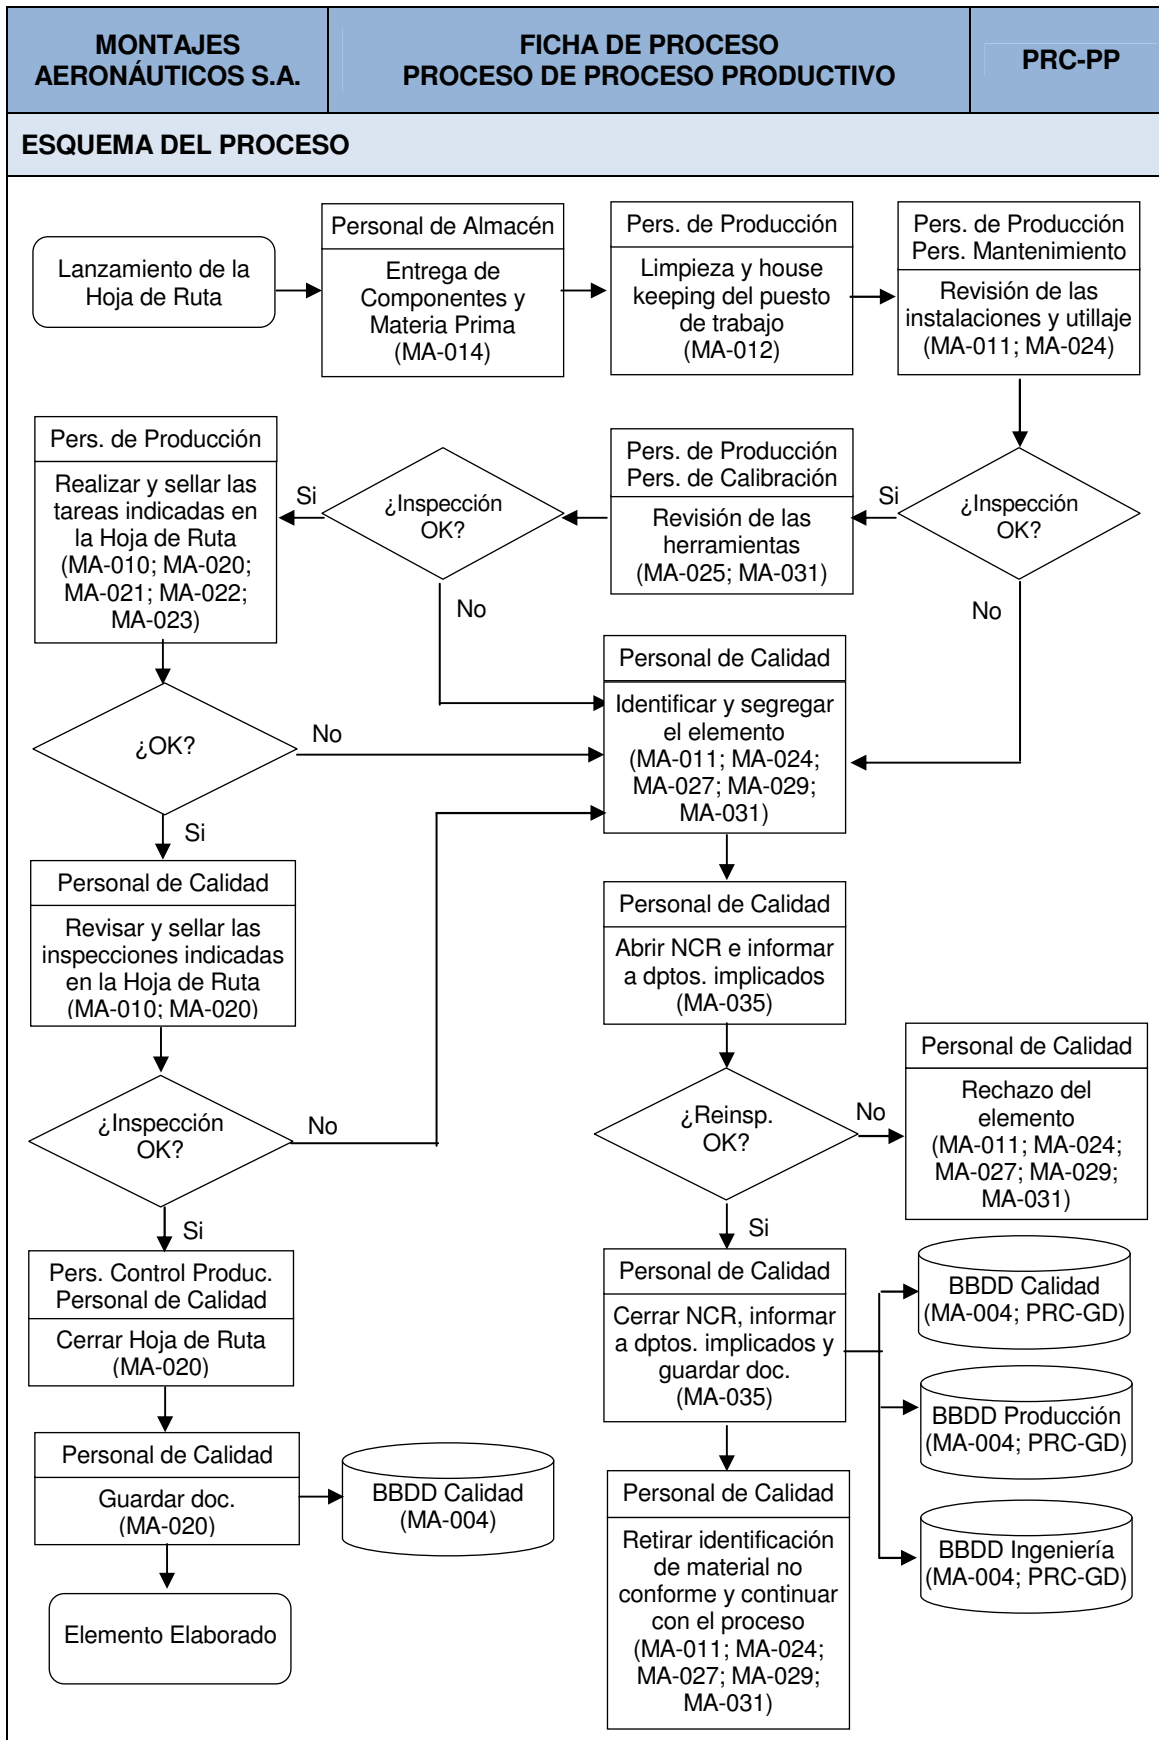 MONTAJES
AERONÁUTICOS S.A.
FICHA DE PROCESO
PROCESO DE PROCESO PRODUCTIVO
PRC-PP
ESQUEMA DEL PROCESO
Lanzamiento de la
Hoja de Ruta
Personal de Almacén
Entrega de
Componentes y
Materia Prima
(MA-014)
Pers. de Producción
Limpieza y house
keeping del puesto
de trabajo
(MA-012)
Pers. de Producción
Pers. Mantenimiento
Revisión de las
instalaciones y utillaje
(MA-011; MA-024)
¿Inspección
OK?
Si
No
Pers. de Producción
Pers. de Calibración
Revisión de las
herramientas
(MA-025; MA-031)
¿Inspección
OK?
Si
No
Pers. de Producción
Realizar y sellar las
tareas indicadas en
la Hoja de Ruta
(MA-010; MA-020;
MA-021; MA-022;
MA-023)
¿OK?
No
Si
Personal de Calidad
Identificar y segregar
el elemento
(MA-011; MA-024;
MA-027; MA-029;
MA-031)
Personal de Calidad
Revisar y sellar las
inspecciones indicadas
en la Hoja de Ruta
(MA-010; MA-020)
Personal de Calidad
Abrir NCR e informar
a dptos. implicados
(MA-035)
¿Inspección
OK?
No
Si
¿Reinsp.
OK?
No
Si
Personal de Calidad
Rechazo del
elemento
(MA-011; MA-024;
MA-027; MA-029;
MA-031)
Pers. Control Produc.
Personal de Calidad
Cerrar Hoja de Ruta
(MA-020)
Personal de Calidad
Cerrar NCR, informar
a dptos. implicados y
guardar doc.
(MA-035)
BBDD Calidad
(MA-004; PRC-GD)
BBDD Producción
(MA-004; PRC-GD)
BBDD Ingeniería
(MA-004; PRC-GD)
Personal de Calidad
Guardar doc.
(MA-020)
BBDD Calidad
(MA-004)
Personal de Calidad
Retirar identificación
de material no
conforme y continuar
con el proceso
(MA-011; MA-024;
MA-027; MA-029;
MA-031)
Elemento Elaborado